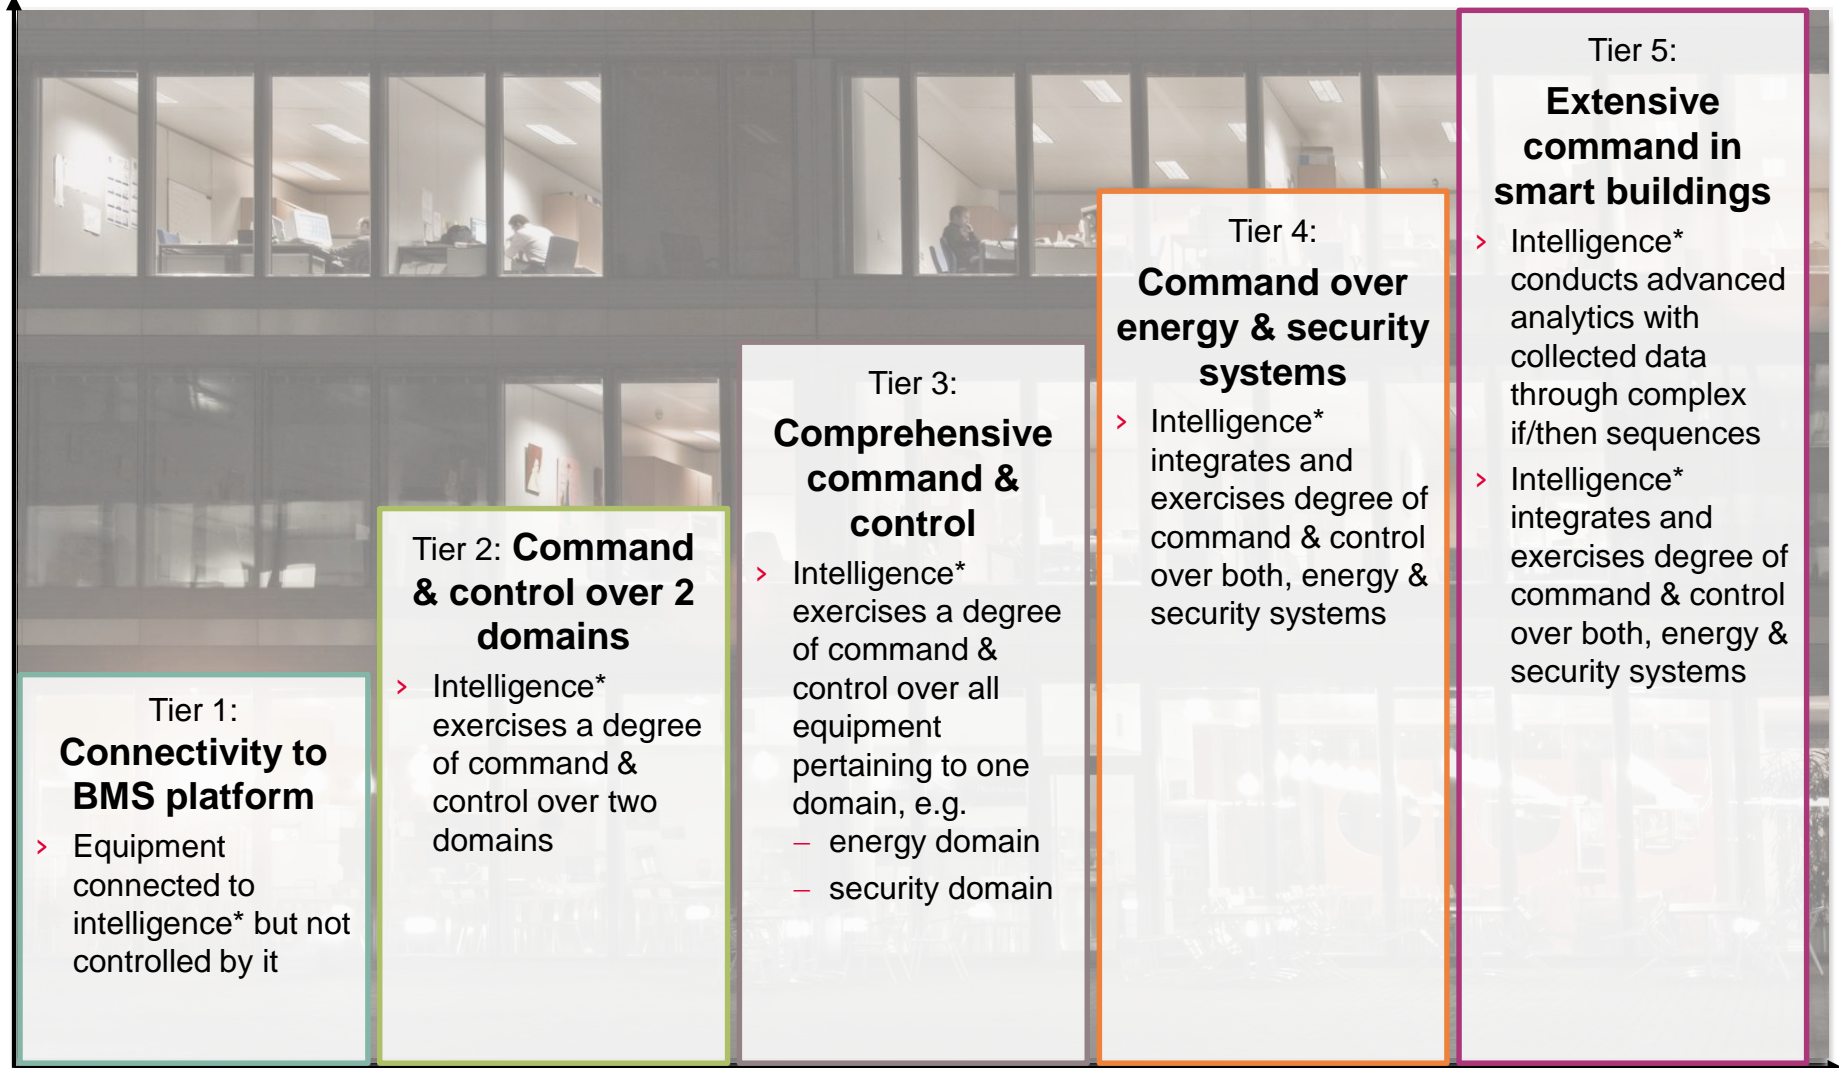 Tier 1:
Connectivity to
BMS platform
› Equipment
connected to
intelligence* but not
controlled by it
Tier 2: Command
& control over 2
domains
› Intelligence*
exercises a degree
of command &
control over two
domains
Tier 3:
Comprehensive
command &
control
› Intelligence*
exercises a degree
of command &
control over all
equipment
pertaining to one
domain, e.g.
– energy domain
– security domain
Tier 4:
Command over
energy & security
systems
› Intelligence*
integrates and
exercises degree of
command & control
over both, energy &
security systems
Tier 5:
Extensive
command in
smart buildings
› Intelligence*
conducts advanced
analytics with
collected data
through complex
if/then sequences
› Intelligence*
integrates and
exercises degree of
command & control
over both, energy &
security systems